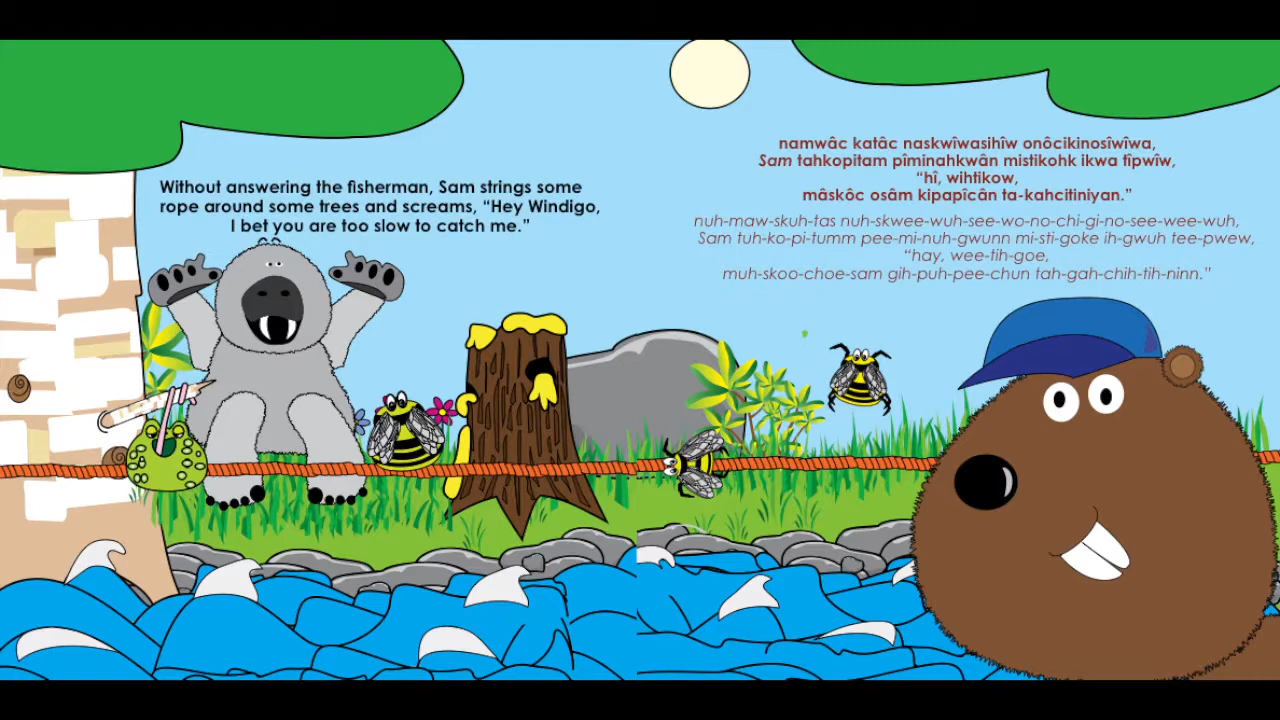 Without answering the fisherman, Sam strings some
rope around some trees and screams, “Hey Windigo,
I bet you are too slow to catch me.”
namwâc katâc naskwîwasihîw onôcikinosîwîwa,
Sam tahkopitam pîminahkwân mistikohk ikwa tîpwîw,
“hî, wihtikow,
mâskôc osâm kipapîcân ta-kahcitiniyan.”
nuh-maw-skuh-tas nuh-skwee-wuh-see-wo-no-chi-gi-no-see-wee-wuh,
Sam tuh-ko-pi-tumm pee-mi-nuh-gwunn mi-sti-goke ih-gwuh tee-pwew,
“hay, wee-tih-goe,
muh-skoo-choe-sam gih-puh-pee-chun tah-gah-chih-tih-ninn.”